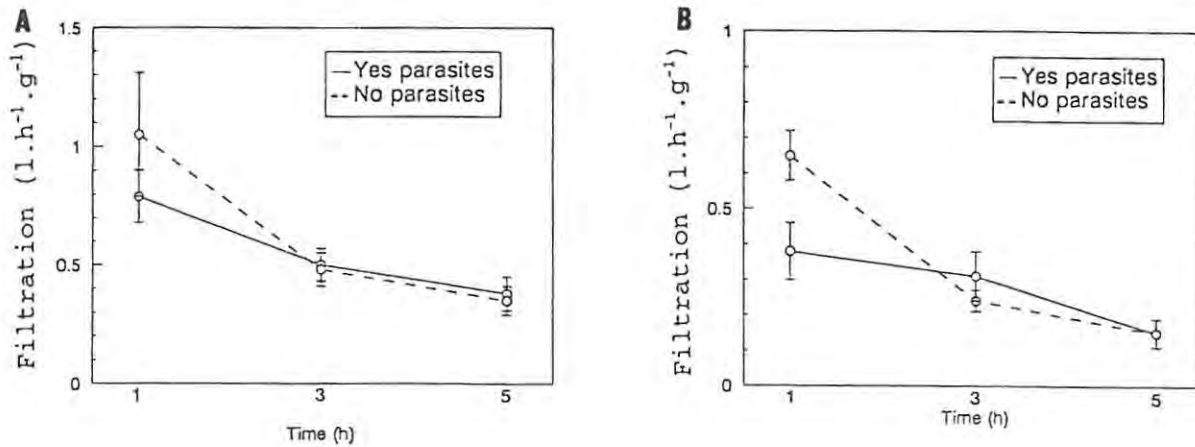 A
Filtration (l.h⁻¹.g⁻¹)
1.5
1
0.5
0
Yes parasites
No parasites
1
3
5
Time (h)
B
Filtration (l.h⁻¹.g⁻¹)
1
0.5
0
Yes parasites
No parasites
1
3
5
Time (h)